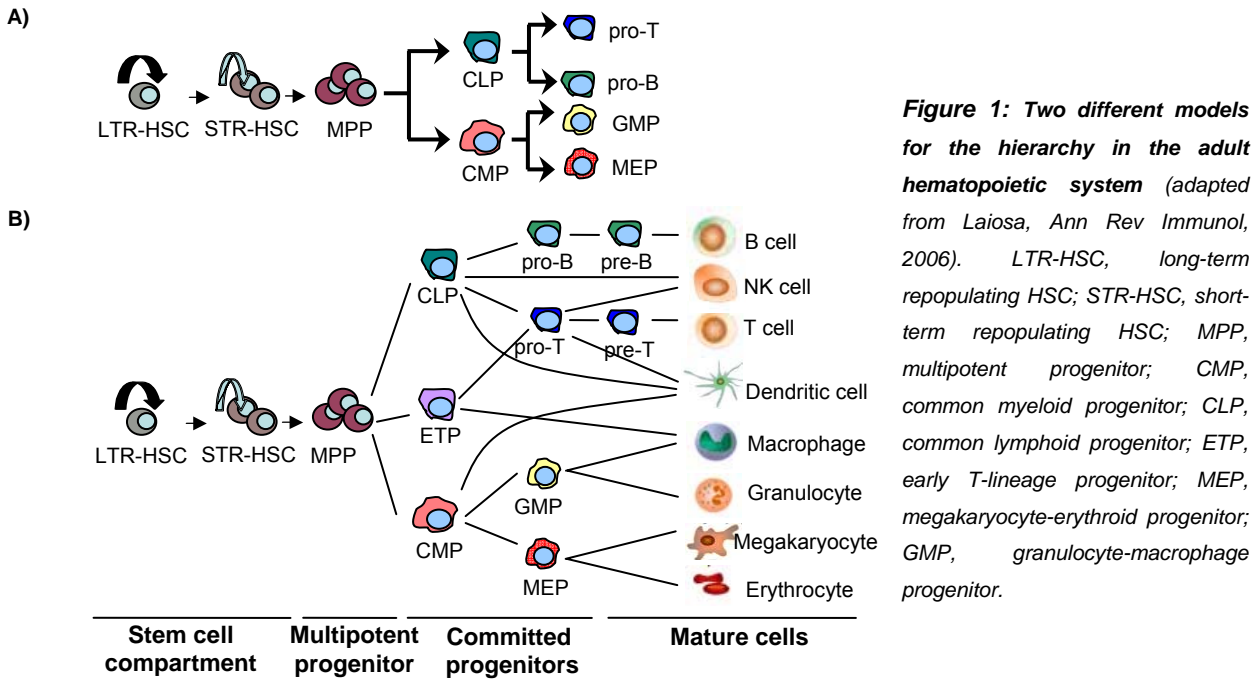 A)
pro-T
CLP
pro-B
LTR-HSC STR-HSC MPP
GMP
CMP
MEP
B)
B cell
pro-B pre-B
CLP
NK cell
T cell
pro-T pre-T
Dendritic cell
ETP
Macrophage
LTR-HSC STR-HSC MPP
GMP
Granulocyte
CMP
Megakaryocyte
MEP
Erythrocyte
Stem cell
compartment
Multipotent
progenitor
Committed
progenitors
Mature cells
Figure 1: Two different models
for the hierarchy in the adult
hematopoietic system (adapted
from Laiosa, Ann Rev Immunol,
2006). LTR-HSC, long-term
repopulating HSC; STR-HSC, short-
term repopulating HSC; MPP,
multipotent progenitor; CMP,
common myeloid progenitor; CLP,
common lymphoid progenitor; ETP,
early T-lineage progenitor; MEP,
megakaryocyte-erythroid progenitor;
GMP, granulocyte-macrophage
progenitor.